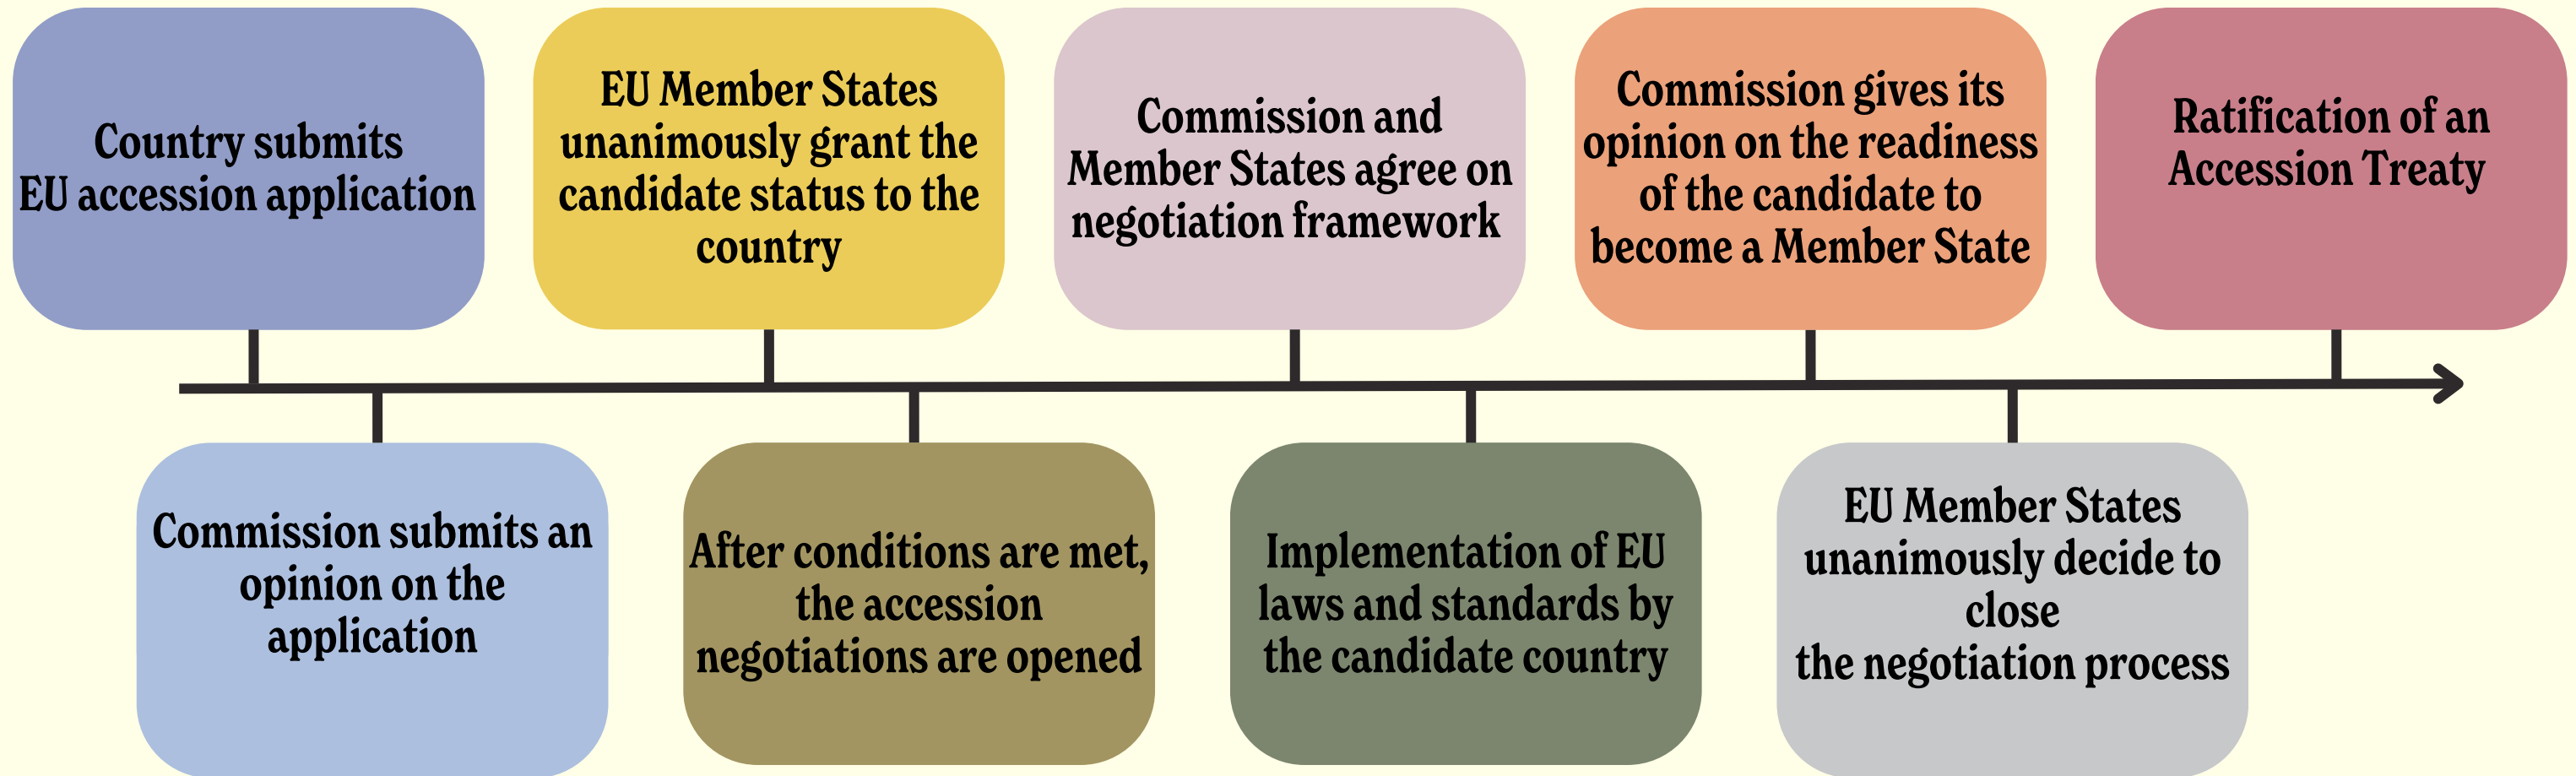 Country submits
EU accession application
Commission submits an
opinion on the
application
EU Member States
unanimously grant the
candidate status to the
country
After conditions are met,
the accession
negotiations are opened
Commission and
Member States agree on
negotiation framework
Implementation of EU
laws and standards by
the candidate country
Commission gives its
opinion on the readiness
of the candidate to
become a Member State
EU Member States
unanimously decide to
close
the negotiation process
Ratification of an
Accession Treaty